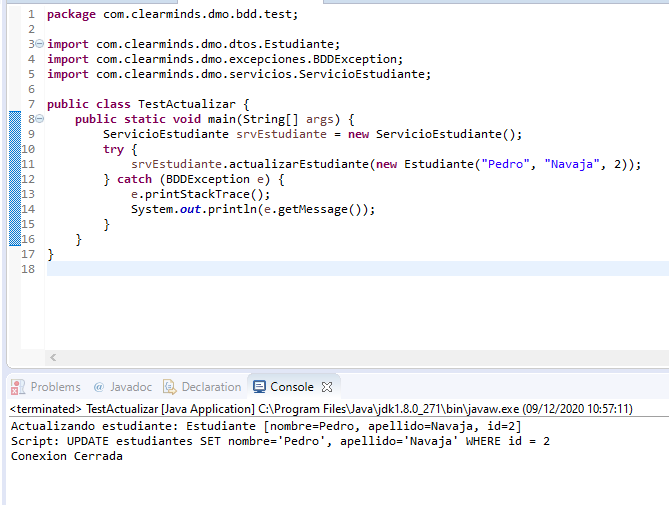 1 package com.clearminds.dmo.bdd.test;
2
3 import com.clearminds.dmo.dtos.Estudiante;
4 import com.clearminds.dmo.excepciones.BDDException;
5 import com.clearminds.dmo.servicios.ServicioEstudiante;
6
7 public class TestActualizar {
8     public static void main(String[] args) {
9         ServicioEstudiante srvEstudiante = new ServicioEstudiante();
10         try {
11             srvEstudiante.actualizarEstudiante(new Estudiante("Pedro", "Navaja", 2));
12         } catch (BDDException e) {
13             e.printStackTrace();
14             System.out.println(e.getMessage());
15         }
16     }
17 }
18
Problems @ Javadoc Declaration Console
<terminated> TestActualizar [Java Application] C:\Program Files\Java\jdk1.8.0_271\bin\javaw.exe (09/12/2020 10:57:11)
Actualizando estudiante: Estudiante [nombre=Pedro, apellido=Navaja, id=2]
Script: UPDATE estudiantes SET nombre='Pedro', apellido='Navaja' WHERE id = 2
Conexion Cerrada